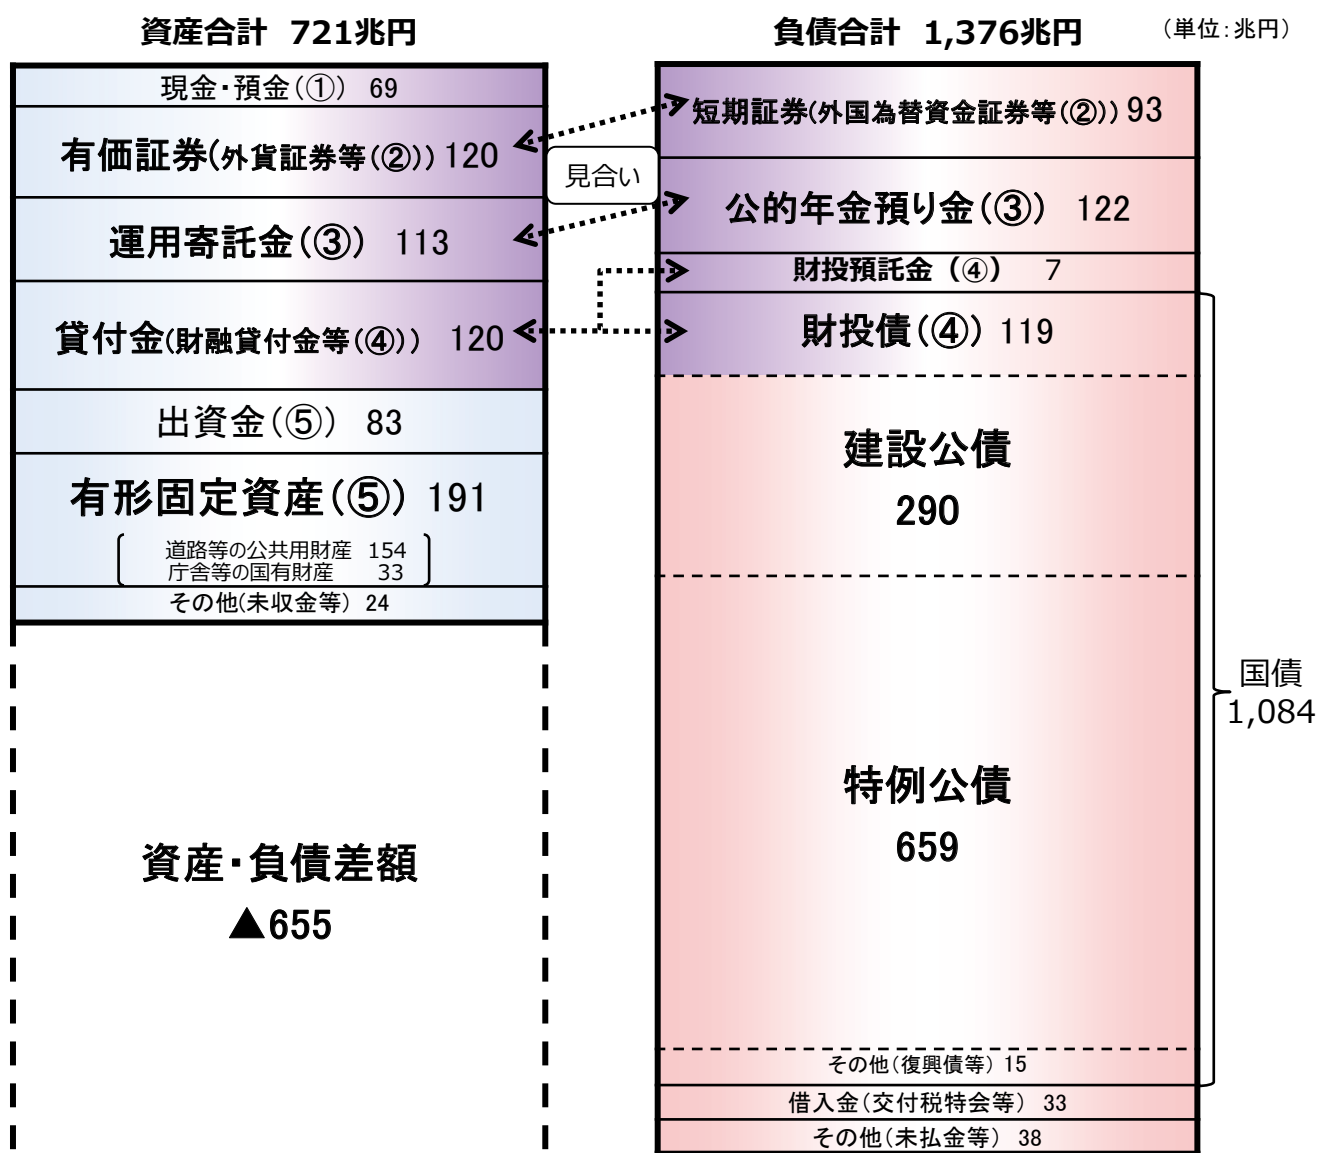 資産合計 721兆円
現金・預金(①) 69
有価証券(外貨証券等(②)) 120
運用寄託金(③) 113
貸付金(財融貸付金等(④)) 120
出資金(⑤) 83
有形固定資産(⑤) 191
道路等の公共用財産 154
庁舎等の国有財産 33
その他(未収金等) 24
資産・負債差額
▲655
見合い
負債合計 1,376兆円
(単位:兆円)
短期証券(外国為替資金証券等(②)) 93
公的年金預り金(③) 122
財投預託金(④) 7
財投債(④) 119
建設公債
290
特例公債
659
その他(復興債等) 15
借入金(交付税特会等) 33
その他(未払金等) 38
国債
1,084